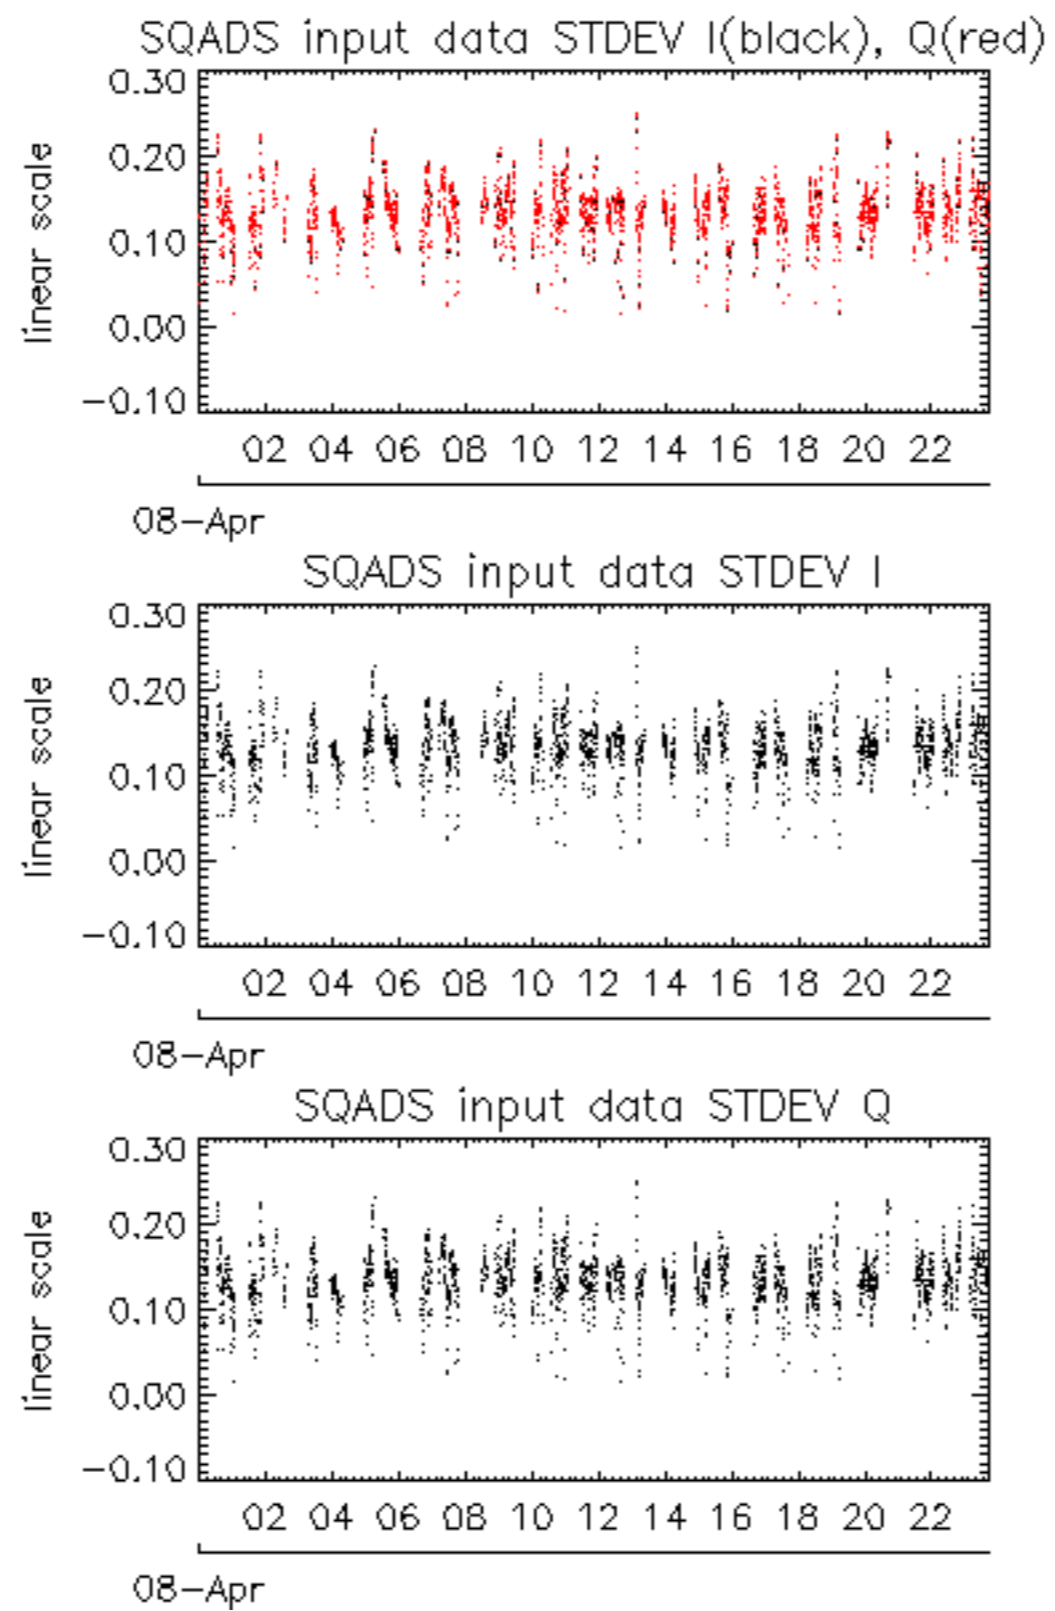 SQADS input data STDEV I(black), Q(red)
0.30
0.20
0.10
0.00
-0.10
linear scale
02 04 06 08 10 12 14 16 18 20 22
08-Apr
SQADS input data STDEV I
0.30
0.20
0.10
0.00
-0.10
linear scale
02 04 06 08 10 12 14 16 18 20 22
08-Apr
SQADS input data STDEV Q
0.30
0.20
0.10
0.00
-0.10
linear scale
02 04 06 08 10 12 14 16 18 20 22
08-Apr